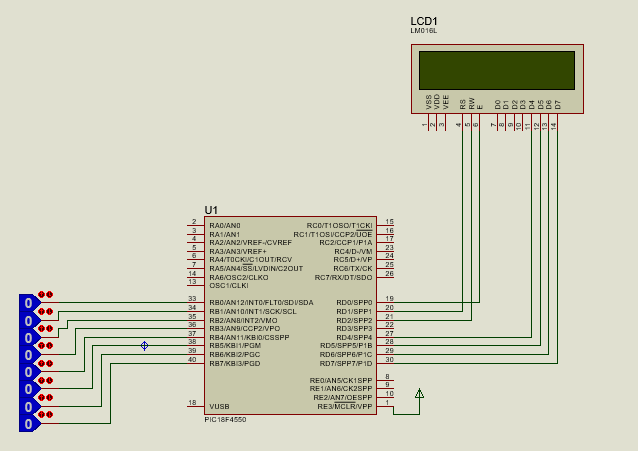 LCD1
LM016L
VSS VDD VEE RS RW E D0 D1 D2 D3 D4 D5 D6 D7
1 2 3 4 5 6 7 8 9 10 11 12 13 14
U1
2 RA0/AN0 RC0/T1OSO/T1CKI 15
3 RA1/AN1 RC1/T1OSI/CCP2/UOE 16
4 RA2/AN2/VREF-/CVREF RC2/CCP1/P1A 17
5 RA3/AN3/VREF+ RC4/D-/VM 23
6 RA4/T0CKI/C1OUT/RCV RC5/D+/VP 24
7 RA5/AN4/SS/LVDIN/C2OUT RC6/TX/CK 25
14 RA6/OSC2/CLKO RC7/RX/DT/SDO 26
13 OSC1/CLKI
0 33 RB0/AN12/INT0/FLT0/SDI/SDA RD0/SPP0 19
0 34 RB1/AN10/INT1/SCK/SCL RD1/SPP1 20
0 35 RB2/AN8/INT2/VMO RD2/SPP2 21
0 36 RB3/AN9/CCP2/VPO RD3/SPP3 22
0 37 RB4/AN11/KBI0/CSSPP RD4/SPP4 27
0 38 RB5/KBI1/PGM RD5/SPP5/P1B 28
0 39 RB6/KBI2/PGC RD6/SPP6/P1C 29
0 40 RB7/KBI3/PGD RD7/SPP7/P1D 30
RE0/AN5/CK1SPP 8
RE1/AN6/CK2SPP 9
RE2/AN7/OESPP 10
18 VUSB RE3/MCLR/VPP 1
PIC18F4550